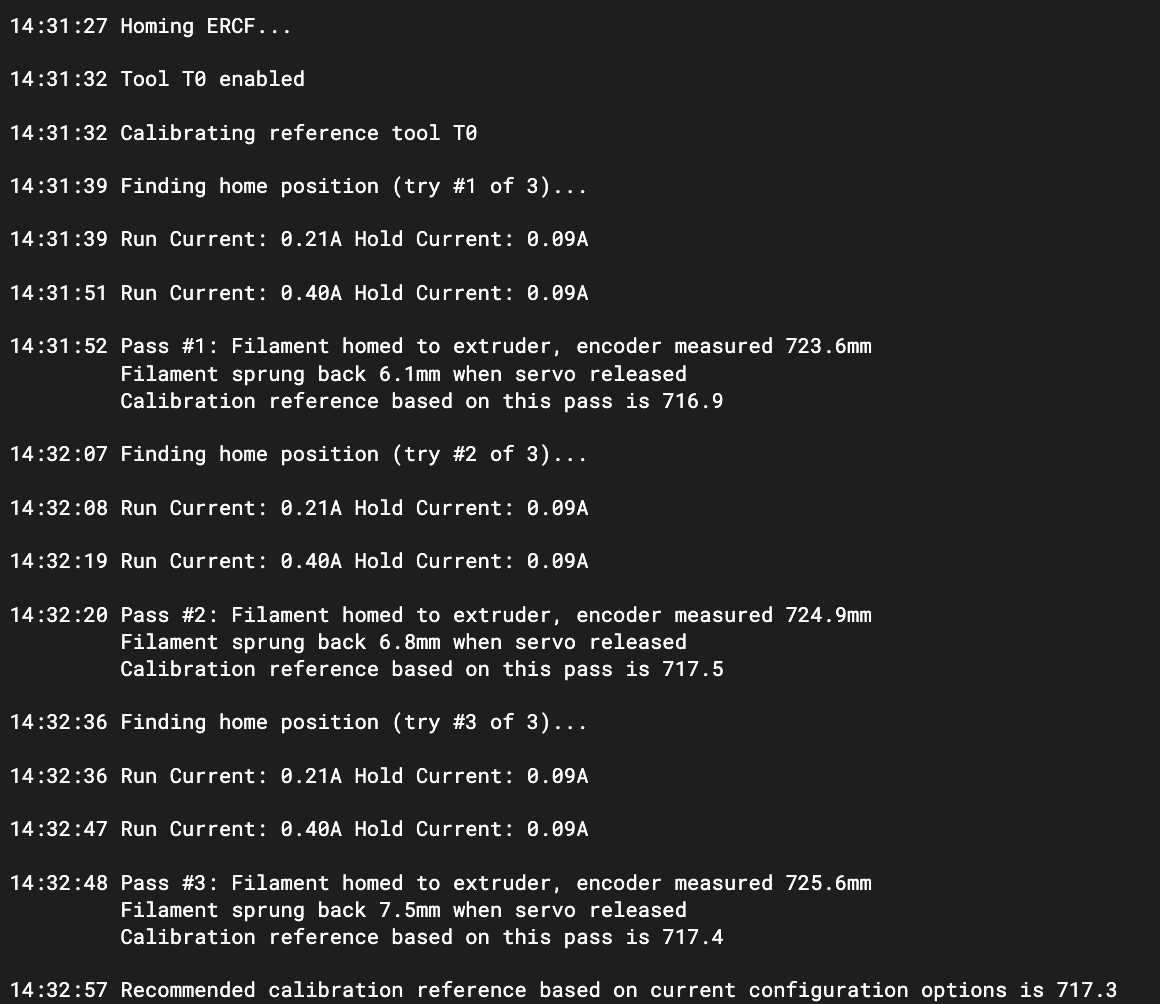 14:31:27 Homing ERCF...
14:31:32 Tool T0 enabled
14:31:32 Calibrating reference tool T0
14:31:39 Finding home position (try #1 of 3)...
14:31:39 Run Current: 0.21A Hold Current: 0.09A
14:31:51 Run Current: 0.40A Hold Current: 0.09A
14:31:52 Pass #1: Filament homed to extruder, encoder measured 723.6mm
Filament sprung back 6.1mm when servo released
Calibration reference based on this pass is 716.9
14:32:07 Finding home position (try #2 of 3)...
14:32:08 Run Current: 0.21A Hold Current: 0.09A
14:32:19 Run Current: 0.40A Hold Current: 0.09A
14:32:20 Pass #2: Filament homed to extruder, encoder measured 724.9mm
Filament sprung back 6.8mm when servo released
Calibration reference based on this pass is 717.5
14:32:36 Finding home position (try #3 of 3)...
14:32:36 Run Current: 0.21A Hold Current: 0.09A
14:32:47 Run Current: 0.40A Hold Current: 0.09A
14:32:48 Pass #3: Filament homed to extruder, encoder measured 725.6mm
Filament sprung back 7.5mm when servo released
Calibration reference based on this pass is 717.4
14:32:57 Recommended calibration reference based on current configuration options is 717.3